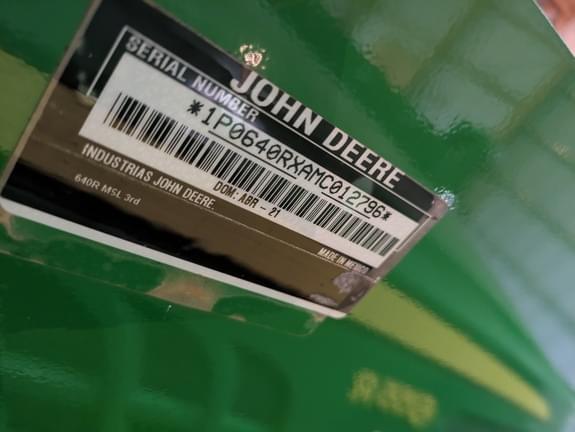 JOHN DEERE
SERIAL NUMBER
*1P0640RXAMC012796*
INDUSTRIAS JOHN DEERE.
DOM: ABR - 21
640R MSL 3rd
MADE IN MEXICO